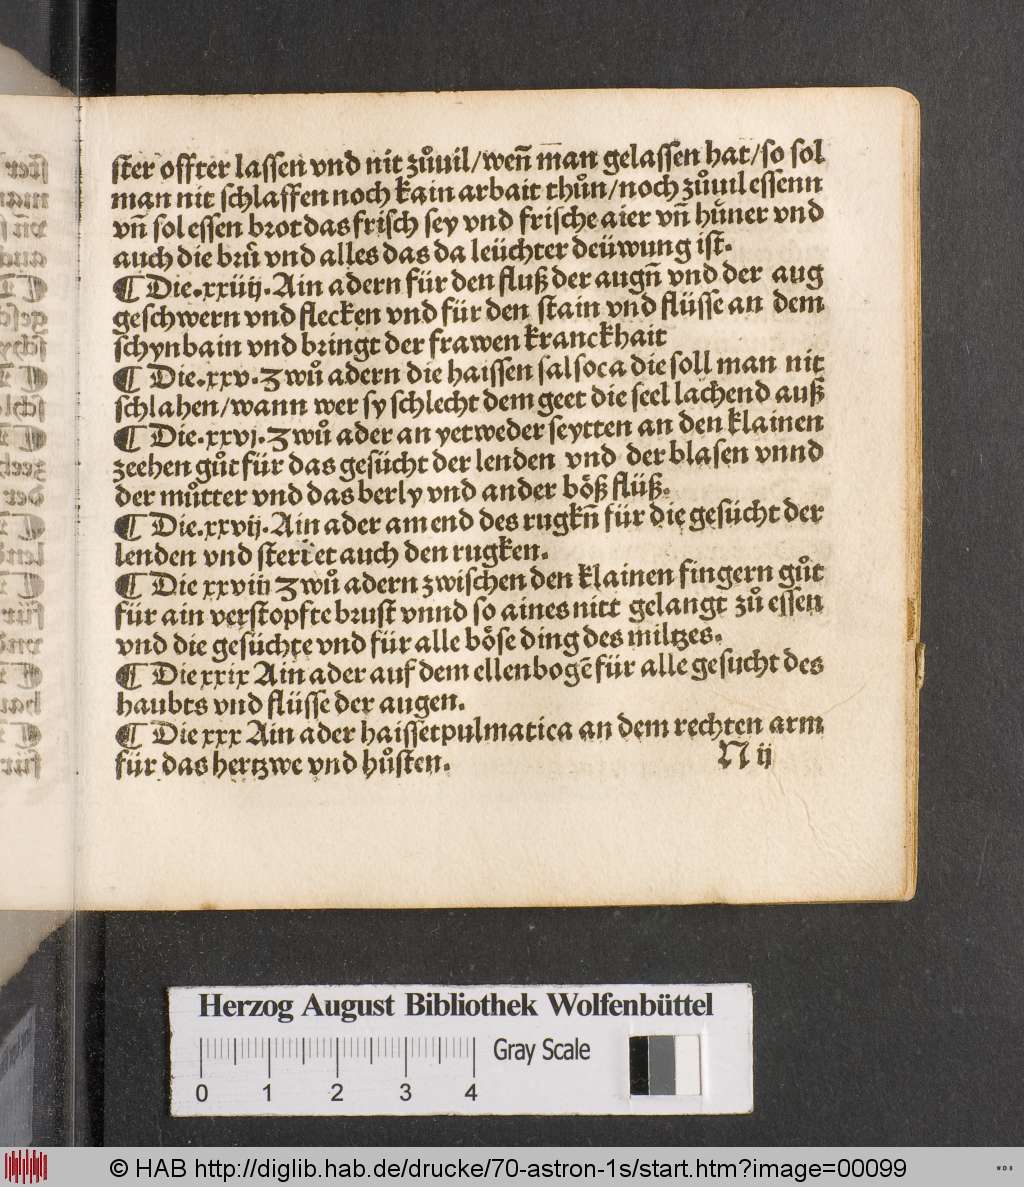 ster offter lassen vnd nit zůuil/weñ man gelassen hat/so sol
man nit schlaffen noch kain arbait thůn/noch zůuil essenn
vñ sol essen brot das frisch sey vnd frische aier vñ hůner vnd
auch die brů vnd alles das da leüchter deüwung ist.
¶ Die.xxiiij.Ain adern für den fluß der augñ vnd der aug
geschwern vnd flecken vnd für den stain vnd flüsse an dem
schynbain vnd bringt der frawen kranckhait
¶ Die.xxv.Zwů adern die haissen salsoca die soll man nit
schlahen/wann wer sy schlecht dem geet die seel lachend auß
¶ Die.xxvj.Zwů ader an yetweder seytten an den klainen
zeehen gůt für das gesücht der lenden vnd der blasen vnnd
der můtter vnd das berly vnd ander böß flüß.
¶ Die.xxvij.Ain ader am end des rugkñ für die gesücht der
lenden vnd sterret auch den rugken.
¶ Die xxviij Zwů adern zwischen den klainen fingern gůt
für ain verstopfte brust vnnd so aines nitt gelangt zů essen
vnd die gesüchte vnd für alle böse ding des miltzes.
¶ Die xxix Ain ader auf dem ellenbogẽ für alle gesucht des
haubts vnd flüsse der augen.
¶ Die xxx Ain ader haisset pulmatica an dem rechten arm
für das hertzwe vnd hůsten.
N ij
Herzog August Bibliothek Wolfenbüttel
Gray Scale
0 1 2 3 4
© HAB http://diglib.hab.de/drucke/70-astron-1s/start.htm?image=00099